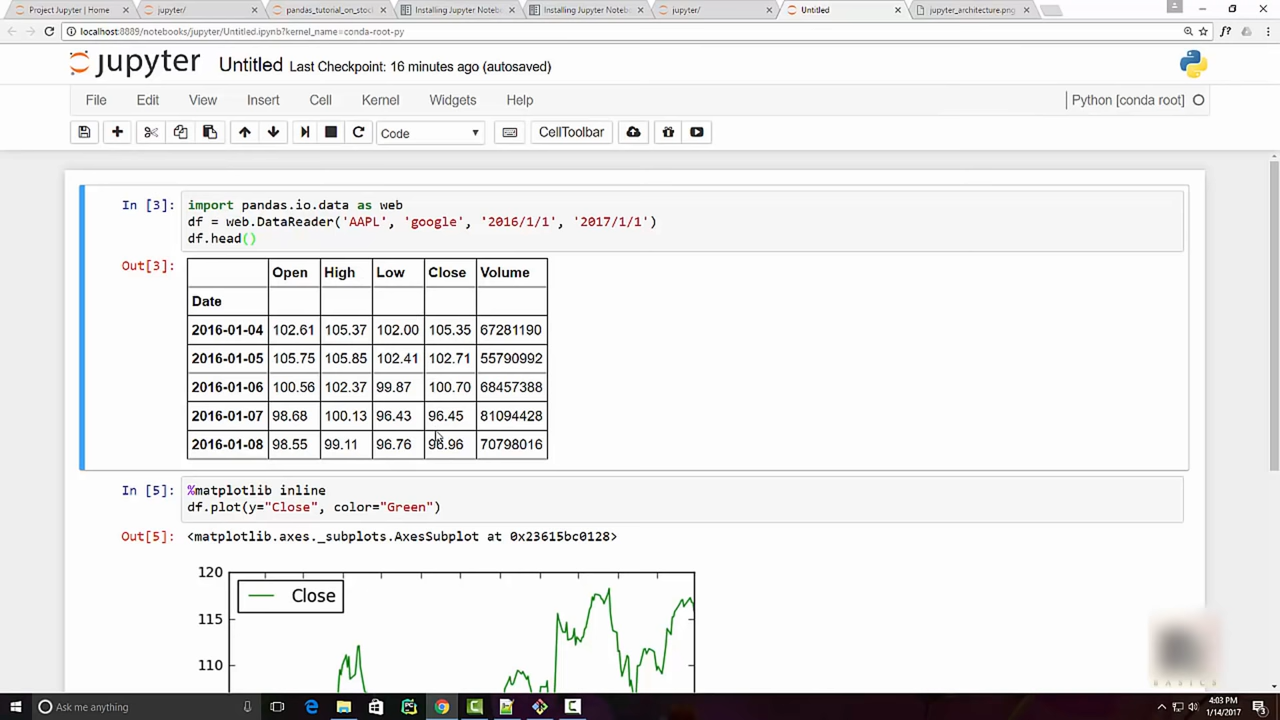 Project Jupyter | Home
jupyter/
pandas_tutorial_on_stock
Installing Jupyter Notebo
Installing Jupyter Notebo
jupyter/
Untitled
jupyter_architecture.png
localhost:8889/notebooks/jupyter/Untitled.ipynb?kernel_name=conda-root-py
f?
jupyter Untitled Last Checkpoint: 16 minutes ago (autosaved)
File Edit View Insert Cell Kernel Widgets Help Python [conda root]
Code CellToolbar
In [3]: import pandas.io.data as web
df = web.DataReader('AAPL', 'google', '2016/1/1', '2017/1/1')
df.head()
Out[3]:
Open High Low Close Volume
Date
2016-01-04 102.61 105.37 102.00 105.35 67281190
2016-01-05 105.75 105.85 102.41 102.71 55790992
2016-01-06 100.56 102.37 99.87 100.70 68457388
2016-01-07 98.68 100.13 96.43 96.45 81094428
2016-01-08 98.55 99.11 96.76 96.96 70798016
In [5]: %matplotlib inline
df.plot(y="Close", color="Green")
Out[5]: <matplotlib.axes._subplots.AxesSubplot at 0x23615bc0128>
120
Close
115
110
BASICS
Ask me anything
4:03 PM
1/14/2017
3